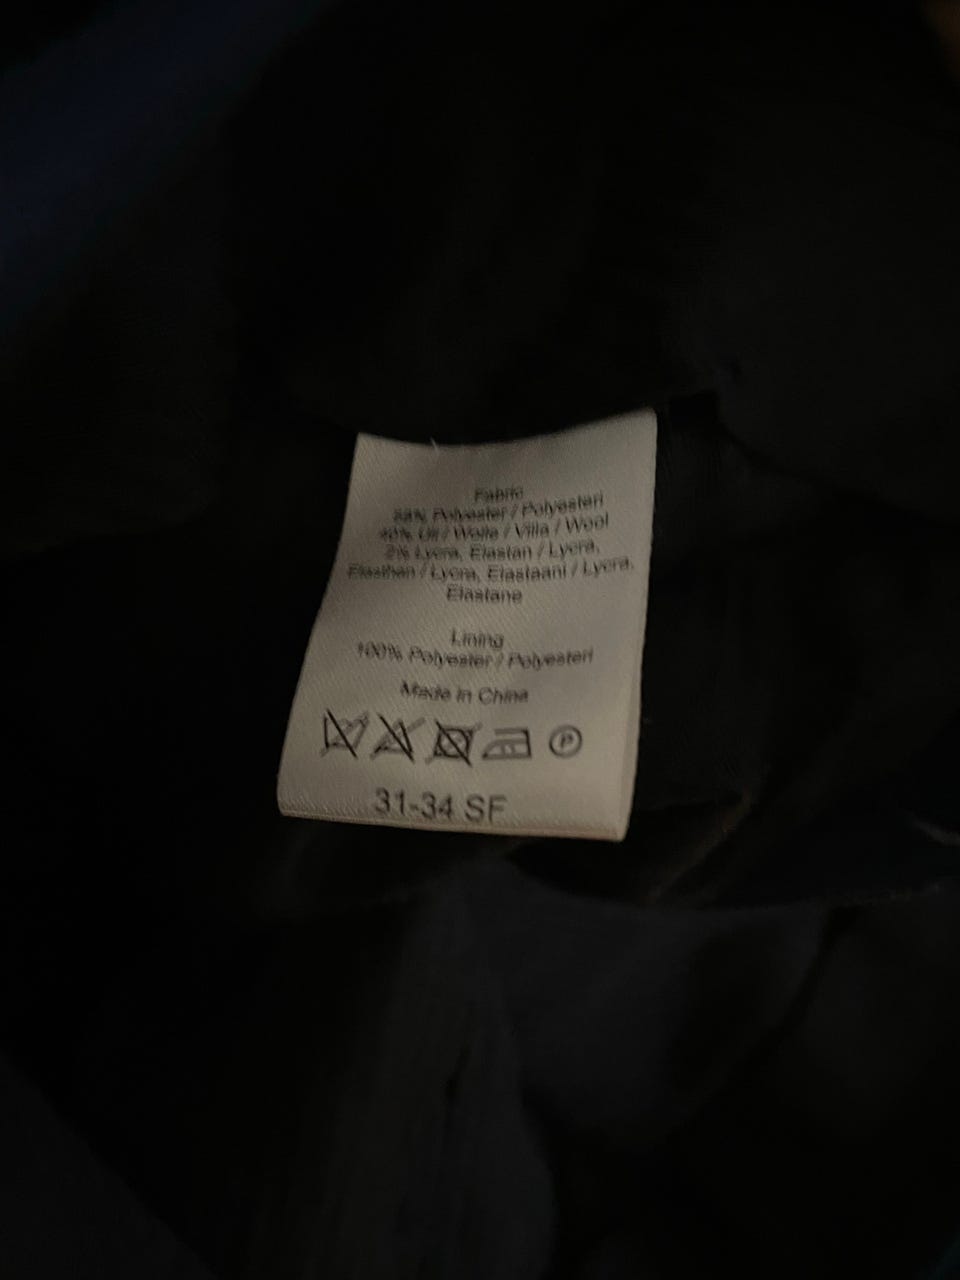 Fabric
58% Polyester / Polyesteri
40% Ull / Wolle / Villa / Wool
2% Lycra, Elastan / Lycra,
Elasthan / Lycra, Elastaani / Lycra,
Elastane
Lining
100% Polyester / Polyesteri
Made in China
P
31-34 SF